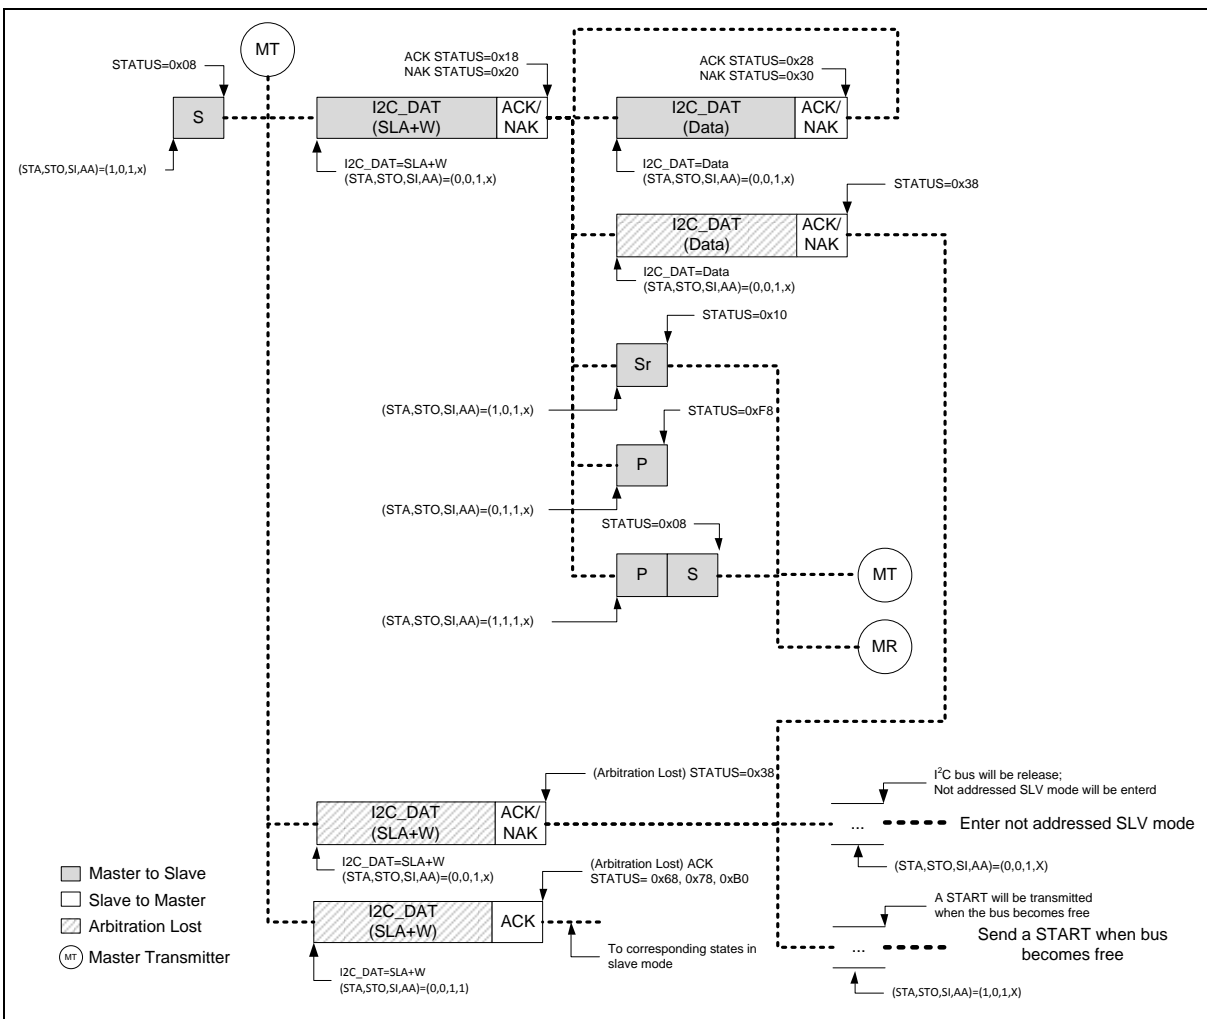 MT
STATUS=0x08
ACK STATUS=0x18
NAK STATUS=0x20
ACK STATUS=0x28
NAK STATUS=0x30
S
I2C_DAT
(SLA+W)
ACK/
NAK
I2C_DAT
(Data)
ACK/
NAK
(STA,STO,SI,AA)=(1,0,1,x)
I2C_DAT=SLA+W
(STA,STO,SI,AA)=(0,0,1,x)
I2C_DAT=Data
(STA,STO,SI,AA)=(0,0,1,x)
STATUS=0x38
I2C_DAT
(Data)
ACK/
NAK
I2C_DAT=Data
(STA,STO,SI,AA)=(0,0,1,x)
STATUS=0x10
Sr
(STA,STO,SI,AA)=(1,0,1,x)
STATUS=0xF8
P
(STA,STO,SI,AA)=(0,1,1,x)
STATUS=0x08
P
S
MT
(STA,STO,SI,AA)=(1,1,1,x)
MR
(Arbitration Lost) STATUS=0x38
I2C_DAT
(SLA+W)
ACK/
NAK
I2C_DAT=SLA+W
(STA,STO,SI,AA)=(0,0,1,x)
I²C bus will be release;
Not addressed SLV mode will be enterd
...
Enter not addressed SLV mode
(STA,STO,SI,AA)=(0,0,1,X)
(Arbitration Lost) ACK
STATUS= 0x68, 0x78, 0xB0
I2C_DAT
(SLA+W)
ACK
To corresponding states in
slave mode
I2C_DAT=SLA+W
(STA,STO,SI,AA)=(0,0,1,1)
A START will be transmitted
when the bus becomes free
...
Send a START when bus
becomes free
(STA,STO,SI,AA)=(1,0,1,X)
Master to Slave
Slave to Master
Arbitration Lost
MT
Master Transmitter